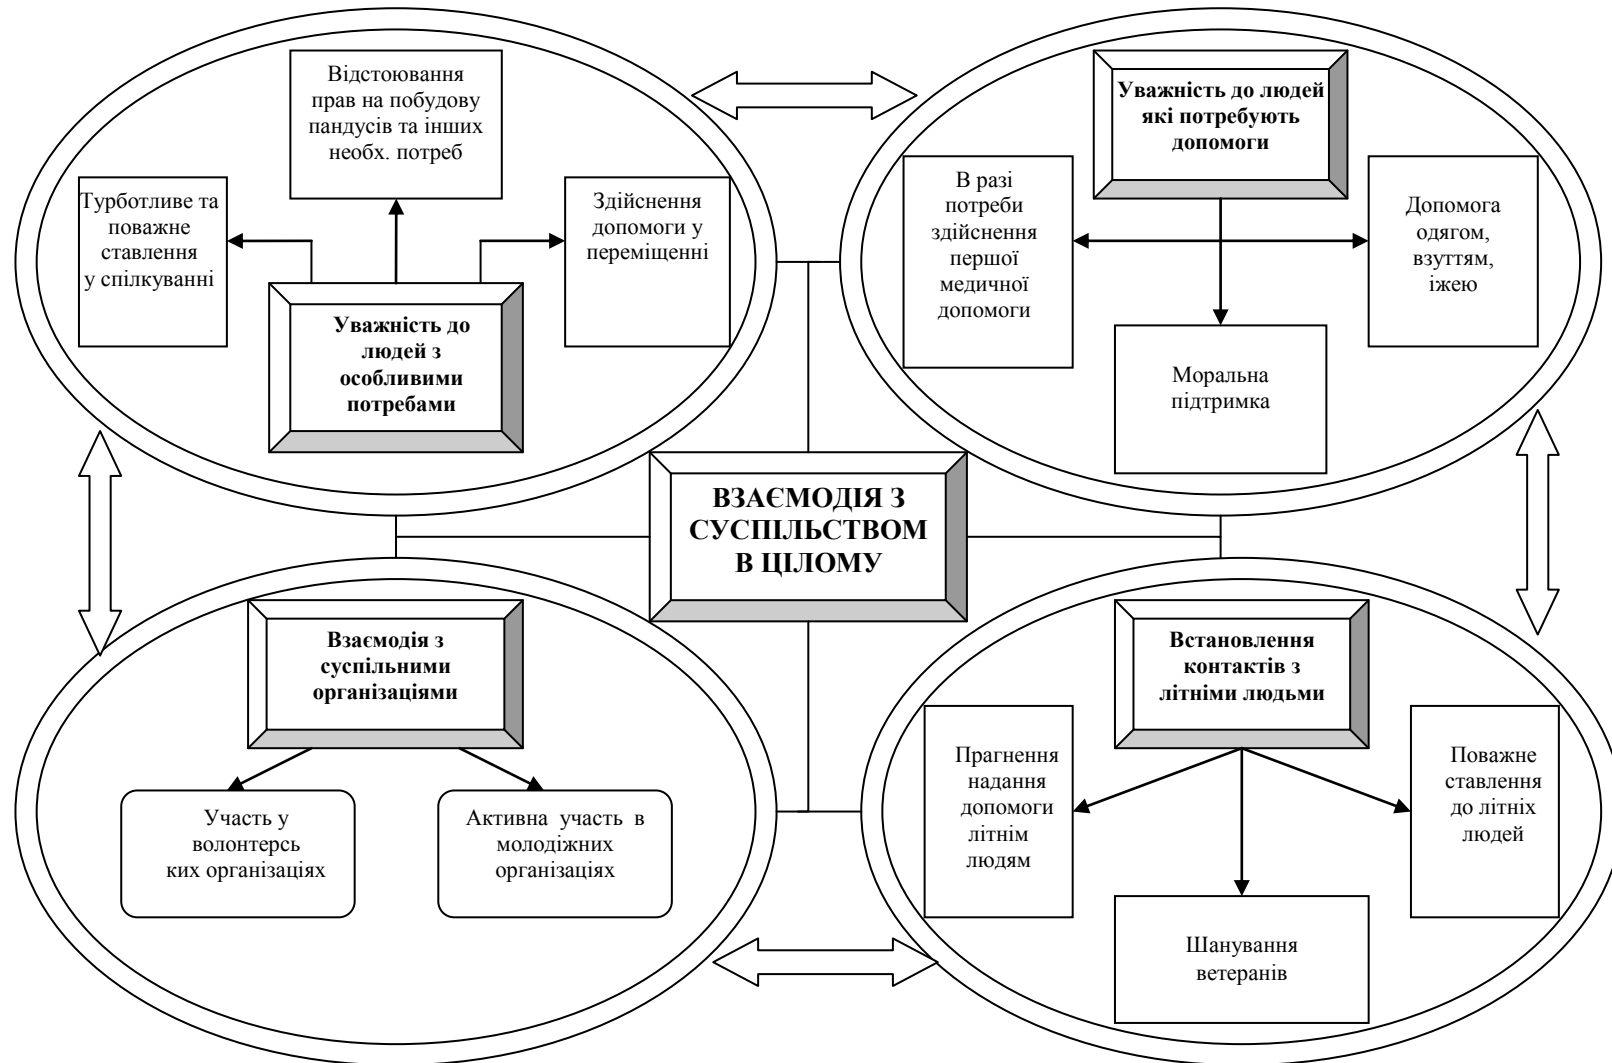 Відстоювання
прав на побудову
пандусів та інших
необх. потреб
Турботливе та
поважне
ставлення
у спілкуванні
Здійснення
допомоги у
переміщенні
Уважність до
людей з
особливими
потребами
Уважність до людей
які потребують
допомоги
В разі
потреби
здійснення
першої
медичної
допомоги
Допомога
одягом,
взуттям,
іжею
Моральна
підтримка
ВЗАЄМОДІЯ З
СУСПІЛЬСТВОМ
В ЦІЛОМУ
Взаємодія з
суспільними
організаціями
Участь у
волонтерсь
ких організаціях
Активна участь в
молодіжних
організаціях
Встановлення
контактів з
літніми людьми
Прагнення
надання
допомоги
літнім
людям
Поважне
ставлення
до літніх
людей
Шанування
ветеранів